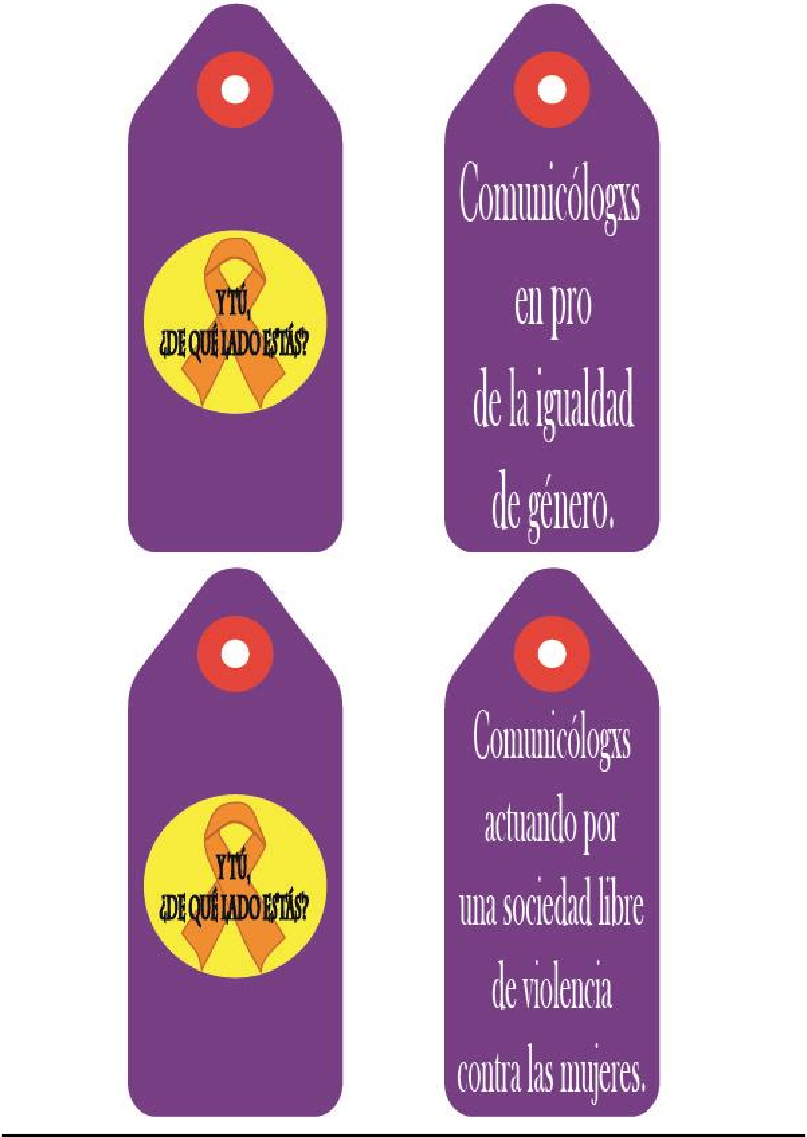 Y TÚ,
¿DE QUÉ LADO ESTÁS?
Comunicólogxs
en pro
de la igualdad
de género.
Y TÚ,
¿DE QUÉ LADO ESTÁS?
Comunicólogxs
actuando por
una sociedad libre
de violencia
contra las mujeres.